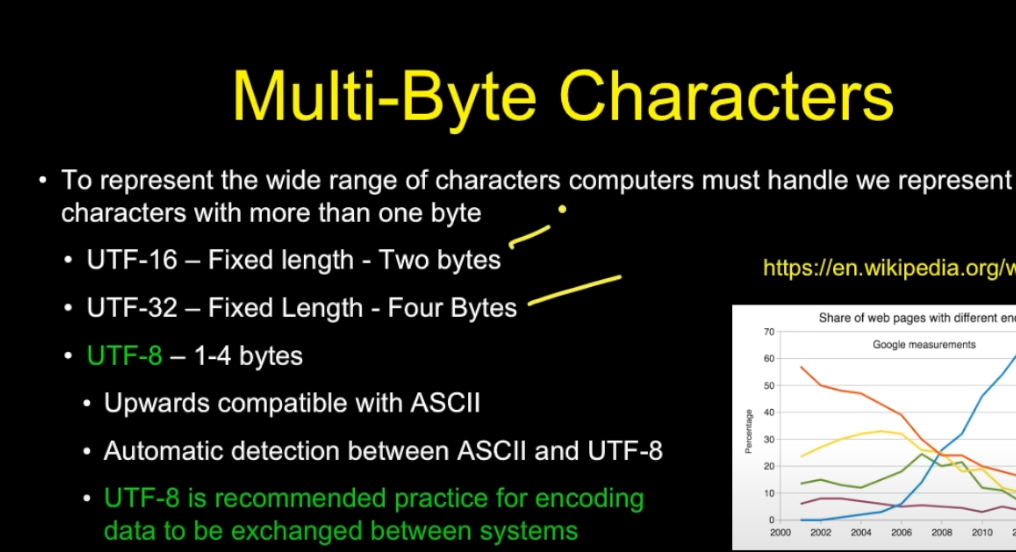 Multi-Byte Characters
• To represent the wide range of characters computers must handle we represent
characters with more than one byte
• UTF-16 – Fixed length - Two bytes
• UTF-32 – Fixed Length - Four Bytes
• UTF-8 – 1-4 bytes
• Upwards compatible with ASCII
• Automatic detection between ASCII and UTF-8
• UTF-8 is recommended practice for encoding
data to be exchanged between systems
https://en.wikipedia.org/w
Share of web pages with different en
Google measurements
Percentage
70
60
50
40
30
20
10
0
2000 2002 2004 2006 2008 2010